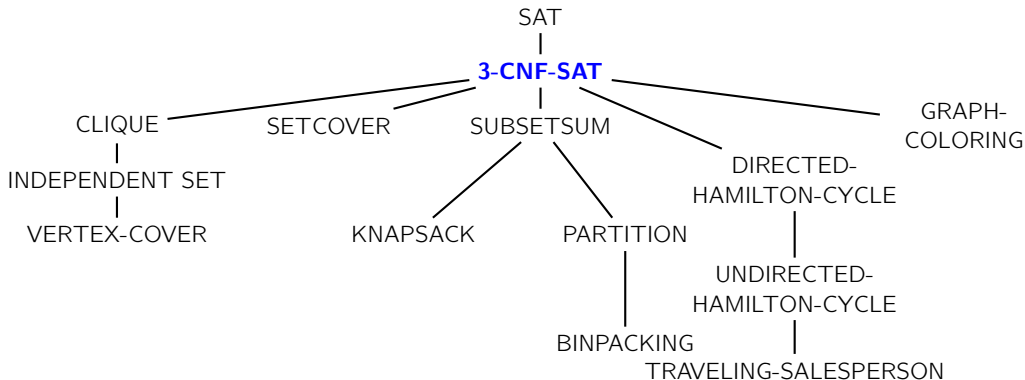 SAT
3-CNF-SAT
CLIQUE
SETCOVER
SUBSETSUM
GRAPH-
COLORING
DIRECTED-
HAMILTON-CYCLE
INDEPENDENT SET
VERTEX-COVER
KNAPSACK
PARTITION
UNDIRECTED-
HAMILTON-CYCLE
BINPACKING
TRAVELING-SALESPERSON